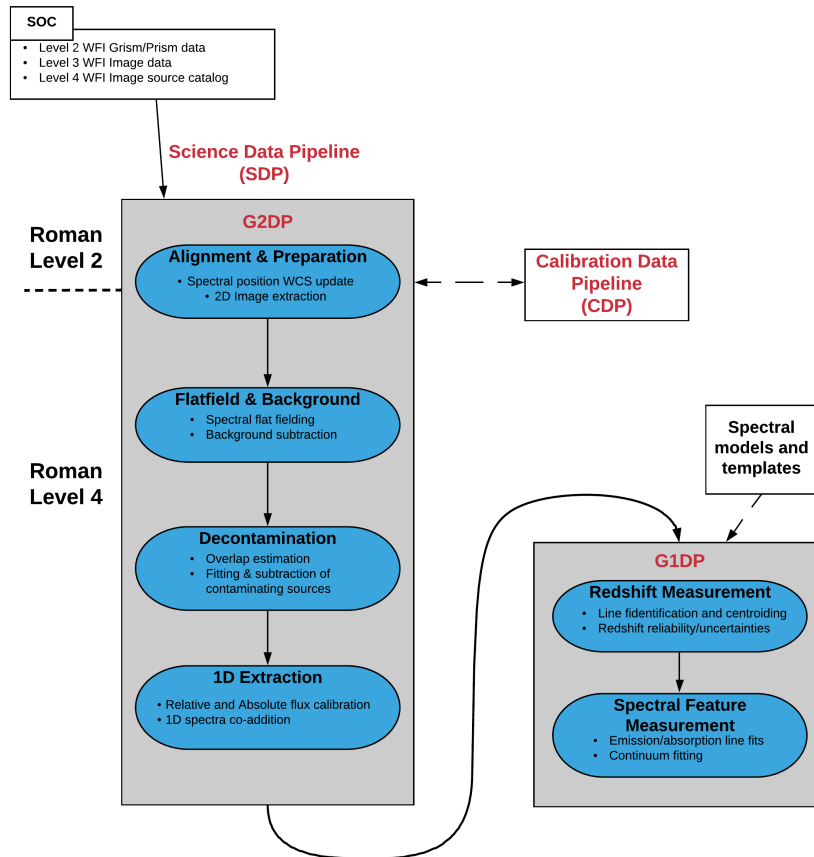 SOC
• Level 2 WFI Grism/Prism data
• Level 3 WFI Image data
• Level 4 WFI Image source catalog
Science Data Pipeline
(SDP)
Roman
Level 2
G2DP
Alignment & Preparation
• Spectral position WCS update
• 2D Image extraction
Calibration Data
Pipeline
(CDP)
Flatfield & Background
• Spectral flat fielding
• Background subtraction
Roman
Level 4
Decontamination
• Overlap estimation
• Fitting & subtraction of
contaminating sources
1D Extraction
• Relative and Absolute flux calibration
• 1D spectra co-addition
Spectral
models and
templates
G1DP
Redshift Measurement
• Line fidentification and centroiding
• Redshift reliability/uncertainties
Spectral Feature
Measurement
• Emission/absorption line fits
• Continuum fitting